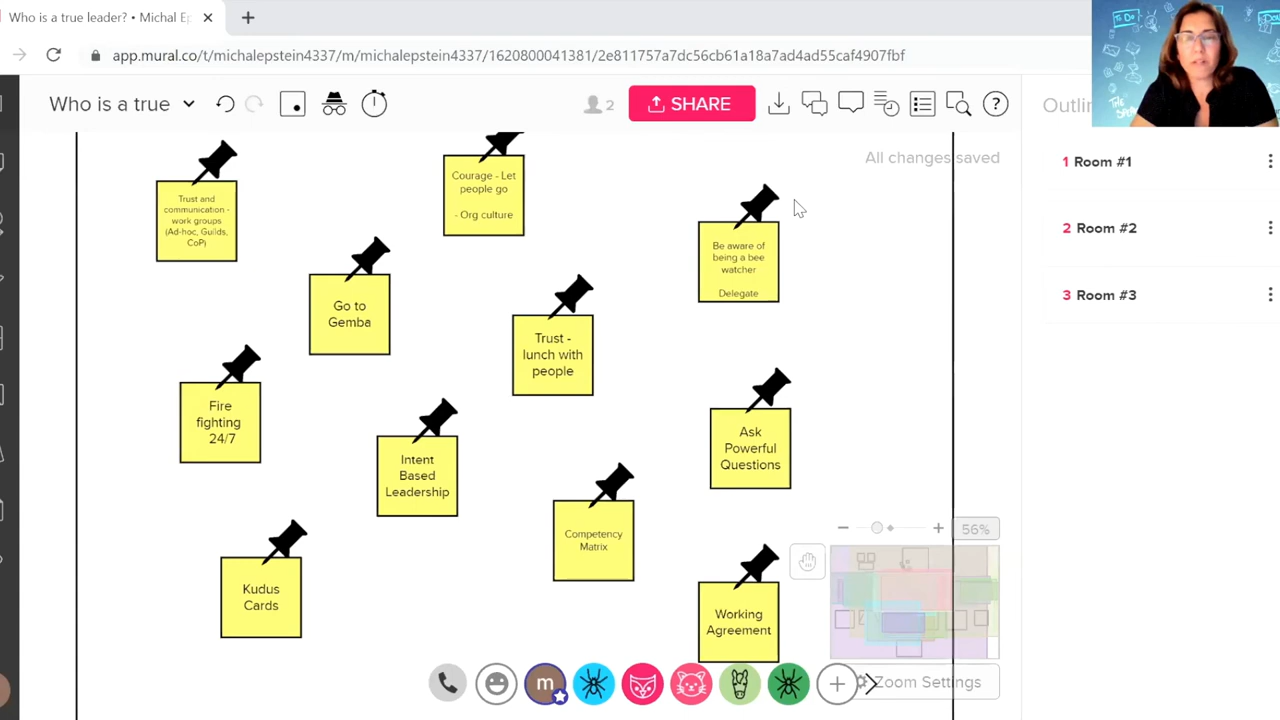 Who is a true leader? • Michal Ep
app.mural.co/t/michalepstein4337/m/michalepstein4337/1620800041381/2e811757a7dc56cb61a18a7ad4ad55caf4907fbf
Who is a true
2
SHARE
?
All changes saved
Trust and
communication -
work groups
(Ad-hoc, Guilds,
CoP)
Courage - Let
people go
- Org culture
Be aware of
being a bee
watcher
Delegate
Go to
Gemba
Trust -
lunch with
people
Fire
fighting
24/7
Intent
Based
Leadership
Ask
Powerful
Questions
Competency
Matrix
Kudus
Cards
Working
Agreement
1 Room #1
2 Room #2
3 Room #3
56%
m
Zoom Settings
To Do